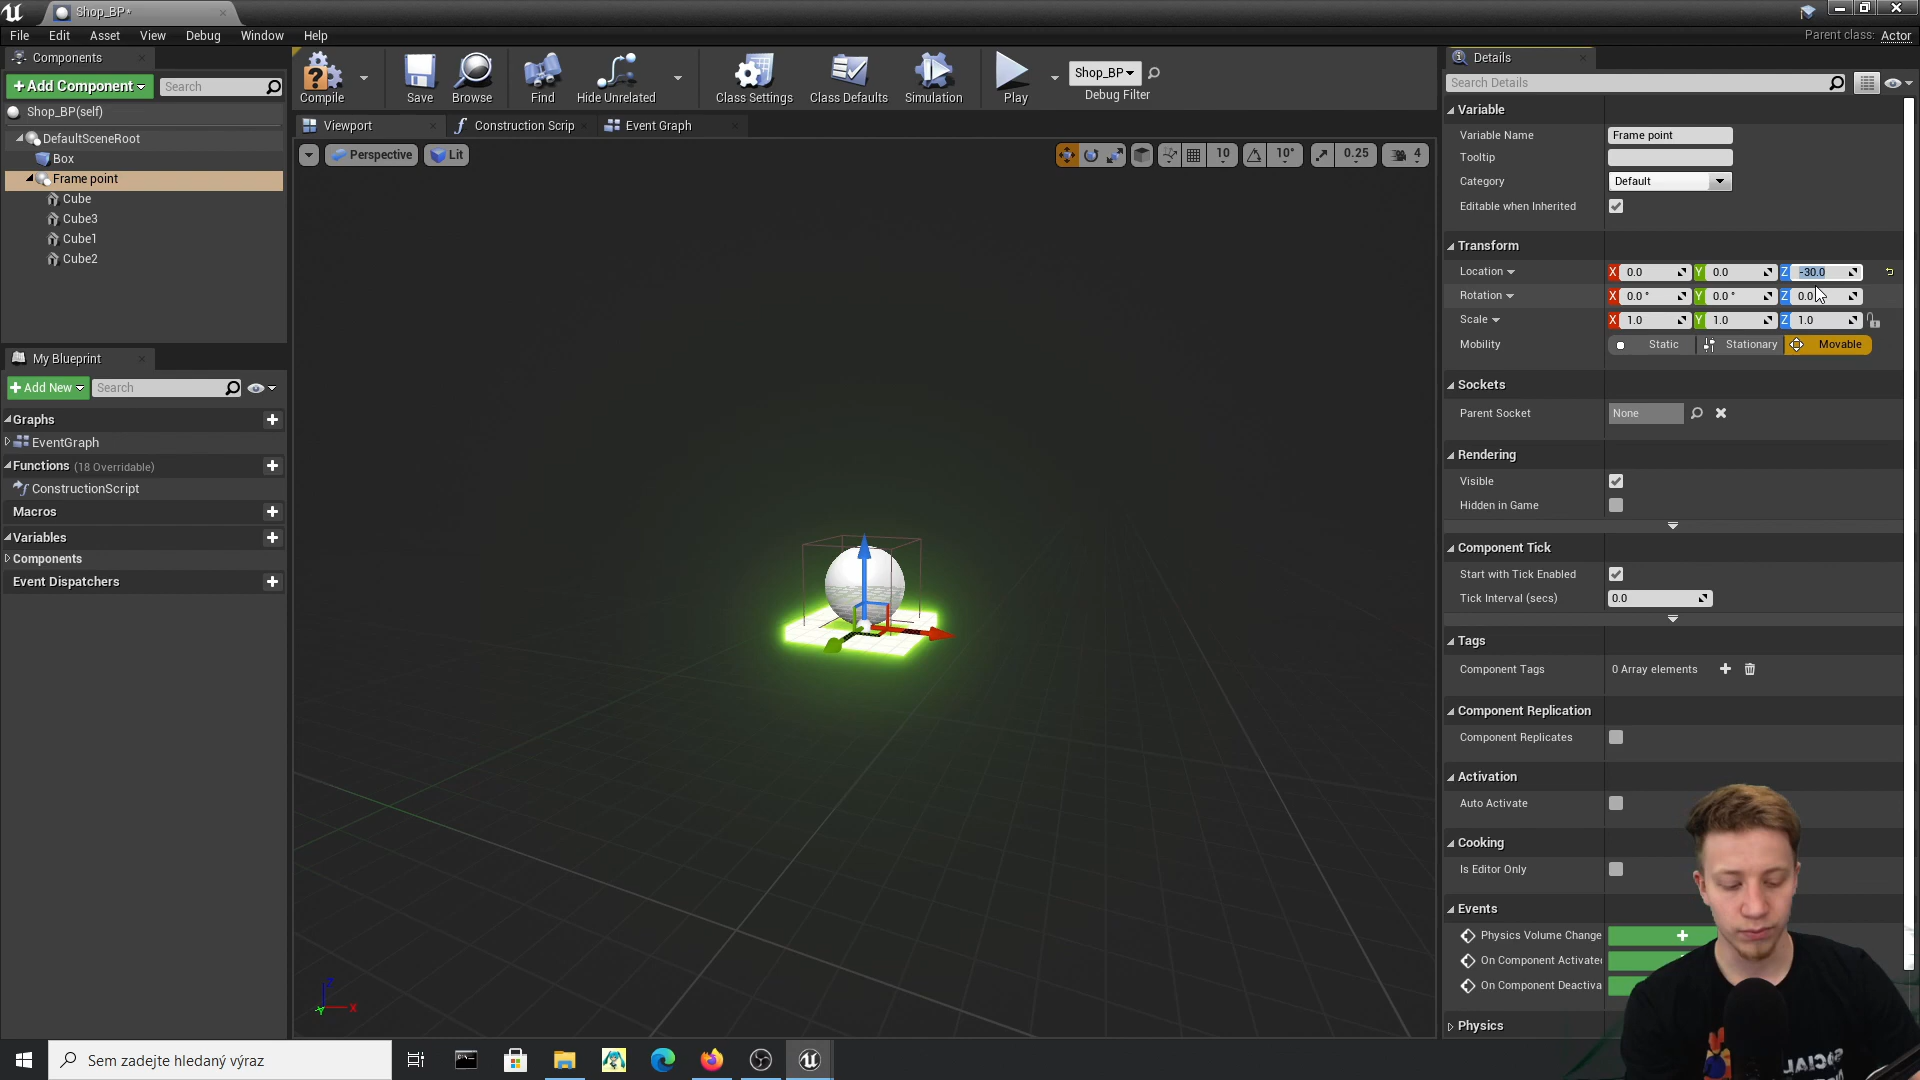 Shop_BP*
File Edit Asset View Debug Window Help
Parent class: Actor
Components
+Add Component Search
Shop_BP(self)
DefaultSceneRoot
Box
Frame point
Cube
Cube3
Cube1
Cube2
My Blueprint
+Add New Search
Graphs
EventGraph
Functions (18 Overridable)
ConstructionScript
Macros
Variables
Components
Event Dispatchers
Compile Save Browse Find Hide Unrelated Class Settings Class Defaults Simulation Play
Shop_BP
Debug Filter
Viewport Construction Scrip Event Graph
Perspective Lit 10 10° 0.25 4
Z X Y
Details
Search Details
Variable
Variable Name Frame point
Tooltip
Category Default
Editable when Inherited
Transform
Location X 0.0 Y 0.0 Z -30.0
Rotation X 0.0 ° Y 0.0 ° Z 0.0
Scale X 1.0 Y 1.0 Z 1.0
Mobility Static Stationary Movable
Sockets
Parent Socket None
Rendering
Visible
Hidden in Game
Component Tick
Start with Tick Enabled
Tick Interval (secs) 0.0
Tags
Component Tags 0 Array elements
Component Replication
Component Replicates
Activation
Auto Activate
Cooking
Is Editor Only
Events
Physics Volume Change
On Component Activate
On Component Deactiva
Physics
Sem zadejte hledaný výraz
SOCIAL